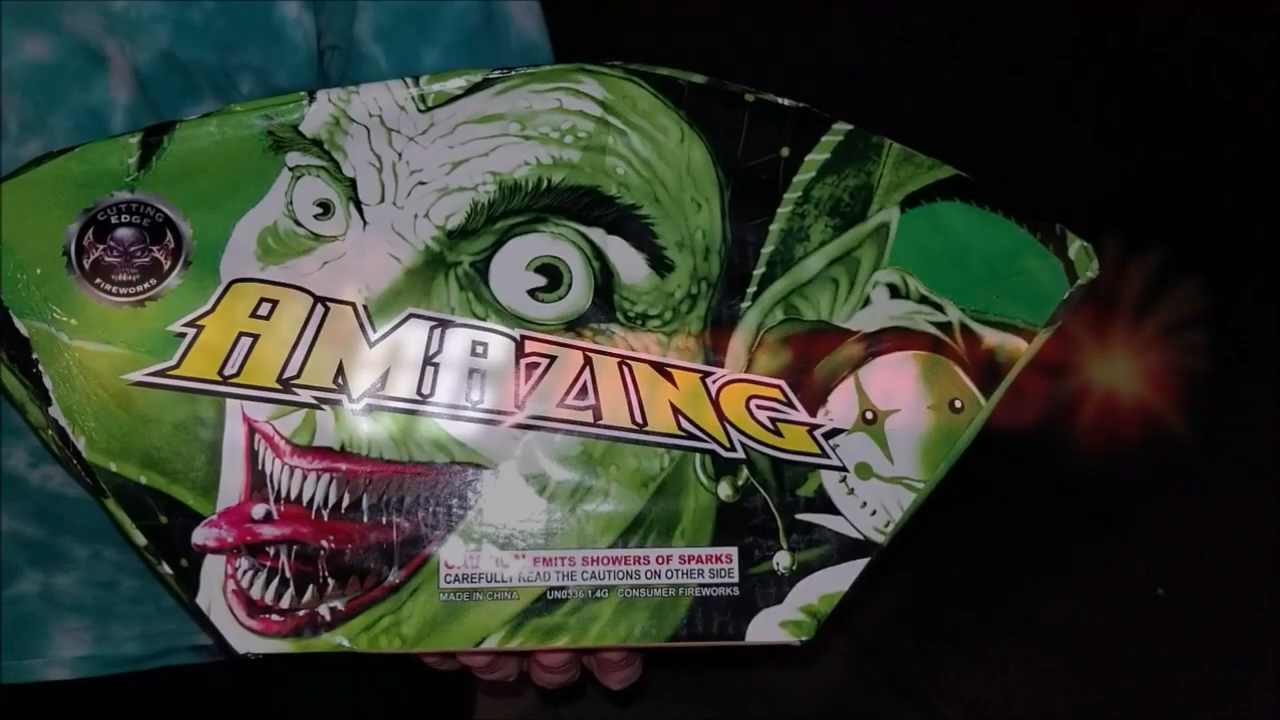 CUTTING
EDGE
FIREWORKS
AMAZING
EMITS SHOWERS OF SPARKS
CAREFULLY READ THE CAUTIONS ON OTHER SIDE
MADE IN CHINA UN0336 1.4G CONSUMER FIREWORKS